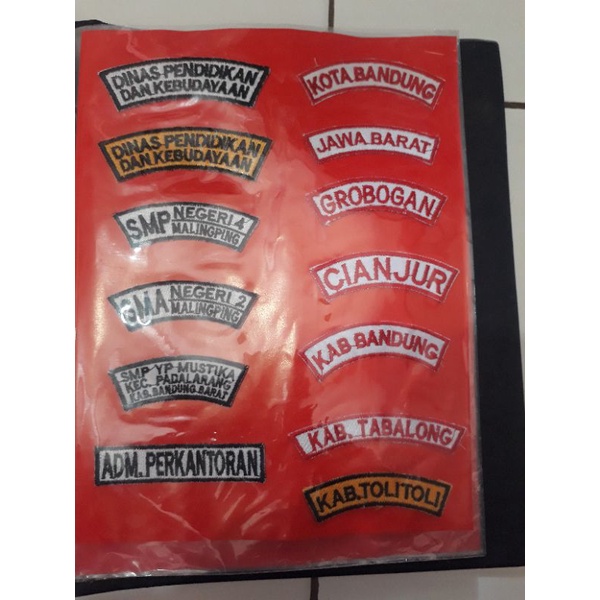 DINAS PENDIDIKAN
DAN KEBUDAYAAN
DINAS PENDIDIKAN
DAN KEBUDAYAAN
SMP NEGERI 4
MALINGPING
SMA NEGERI 2
MALINGPING
SMP YP MUSTIKA
KEC. PADALARANG
KAB. BANDUNG BARAT
ADM. PERKANTORAN
KOTA BANDUNG
JAWA BARAT
GROBOGAN
CIANJUR
KAB BANDUNG
KAB. TABALONG
KAB. TOLITOLI